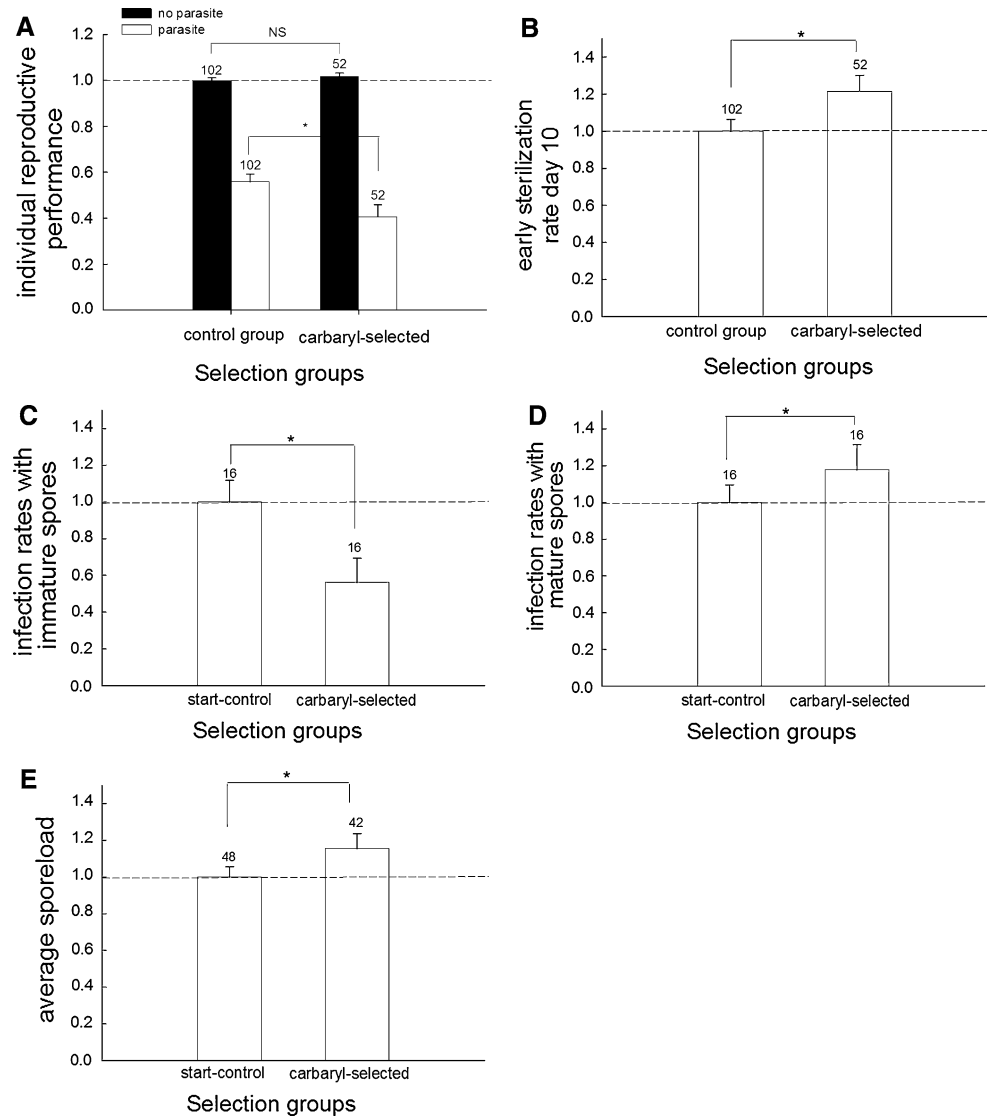 A
no parasite
parasite
individual reproductive
performance
1.2
1.0
0.8
0.6
0.4
0.2
0.0
NS
102
52
*
102
52
control group
carbaryl-selected
Selection groups
B
early sterilization
rate day 10
1.4
1.2
1.0
0.8
0.6
0.4
0.2
0.0
*
102
52
control group
carbaryl-selected
Selection groups
C
infection rates with
immature spores
1.4
1.2
1.0
0.8
0.6
0.4
0.2
0.0
*
16
16
start-control
carbaryl-selected
Selection groups
D
infection rates with
mature spores
1.4
1.2
1.0
0.8
0.6
0.4
0.2
0.0
*
16
16
start-control
carbaryl-selected
Selection groups
E
average sporeload
1.4
1.2
1.0
0.8
0.6
0.4
0.2
0.0
*
48
42
start-control
carbaryl-selected
Selection groups